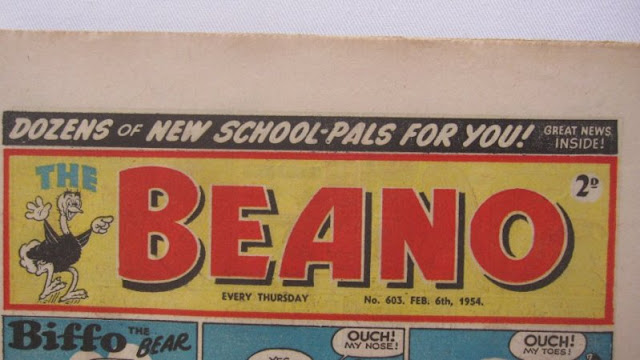 DOZENS OF NEW SCHOOL-PALS FOR YOU! GREAT NEWS INSIDE!
THE
BEANO
2D
EVERY THURSDAY No. 603. FEB. 6th, 1954.
Biffo THE BEAR
YES
MY NOSE!
OUCH!
OUCH!
MY TOES!